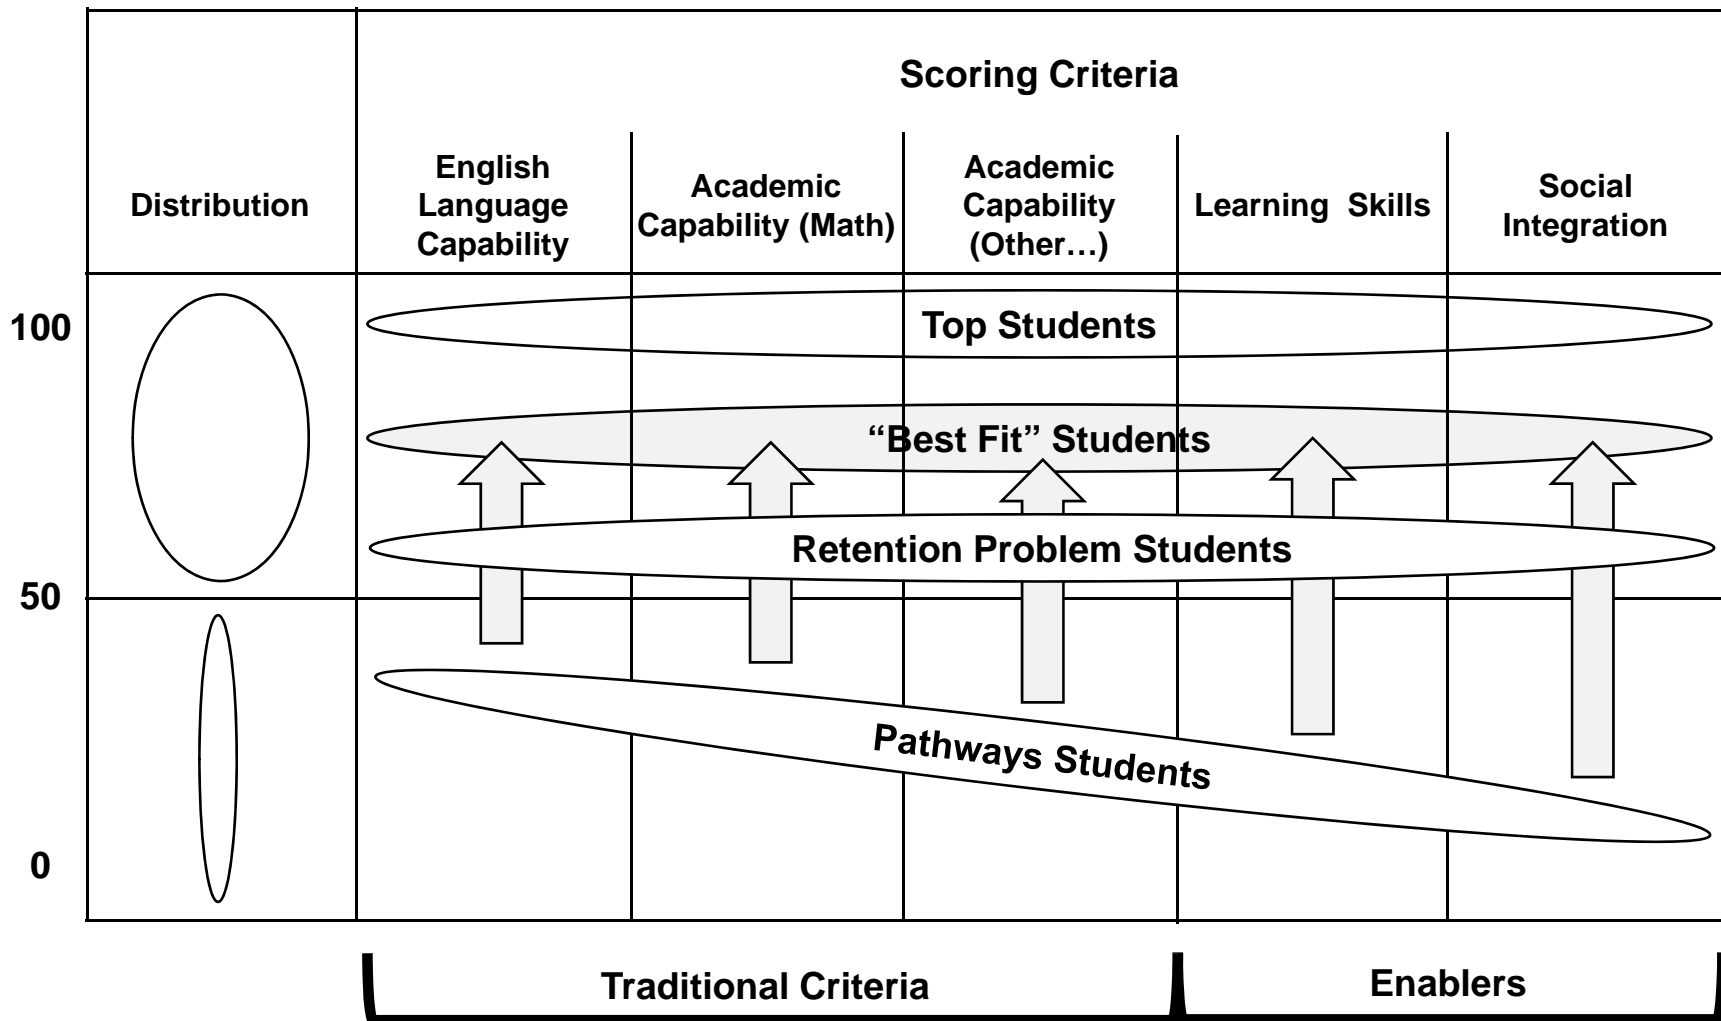 Scoring Criteria
Distribution
English
Language
Capability
Academic
Capability (Math)
Academic
Capability
(Other…)
Learning Skills
Social
Integration
100
Top Students
“Best Fit” Students
Retention Problem Students
50
Pathways Students
0
Traditional Criteria
Enablers